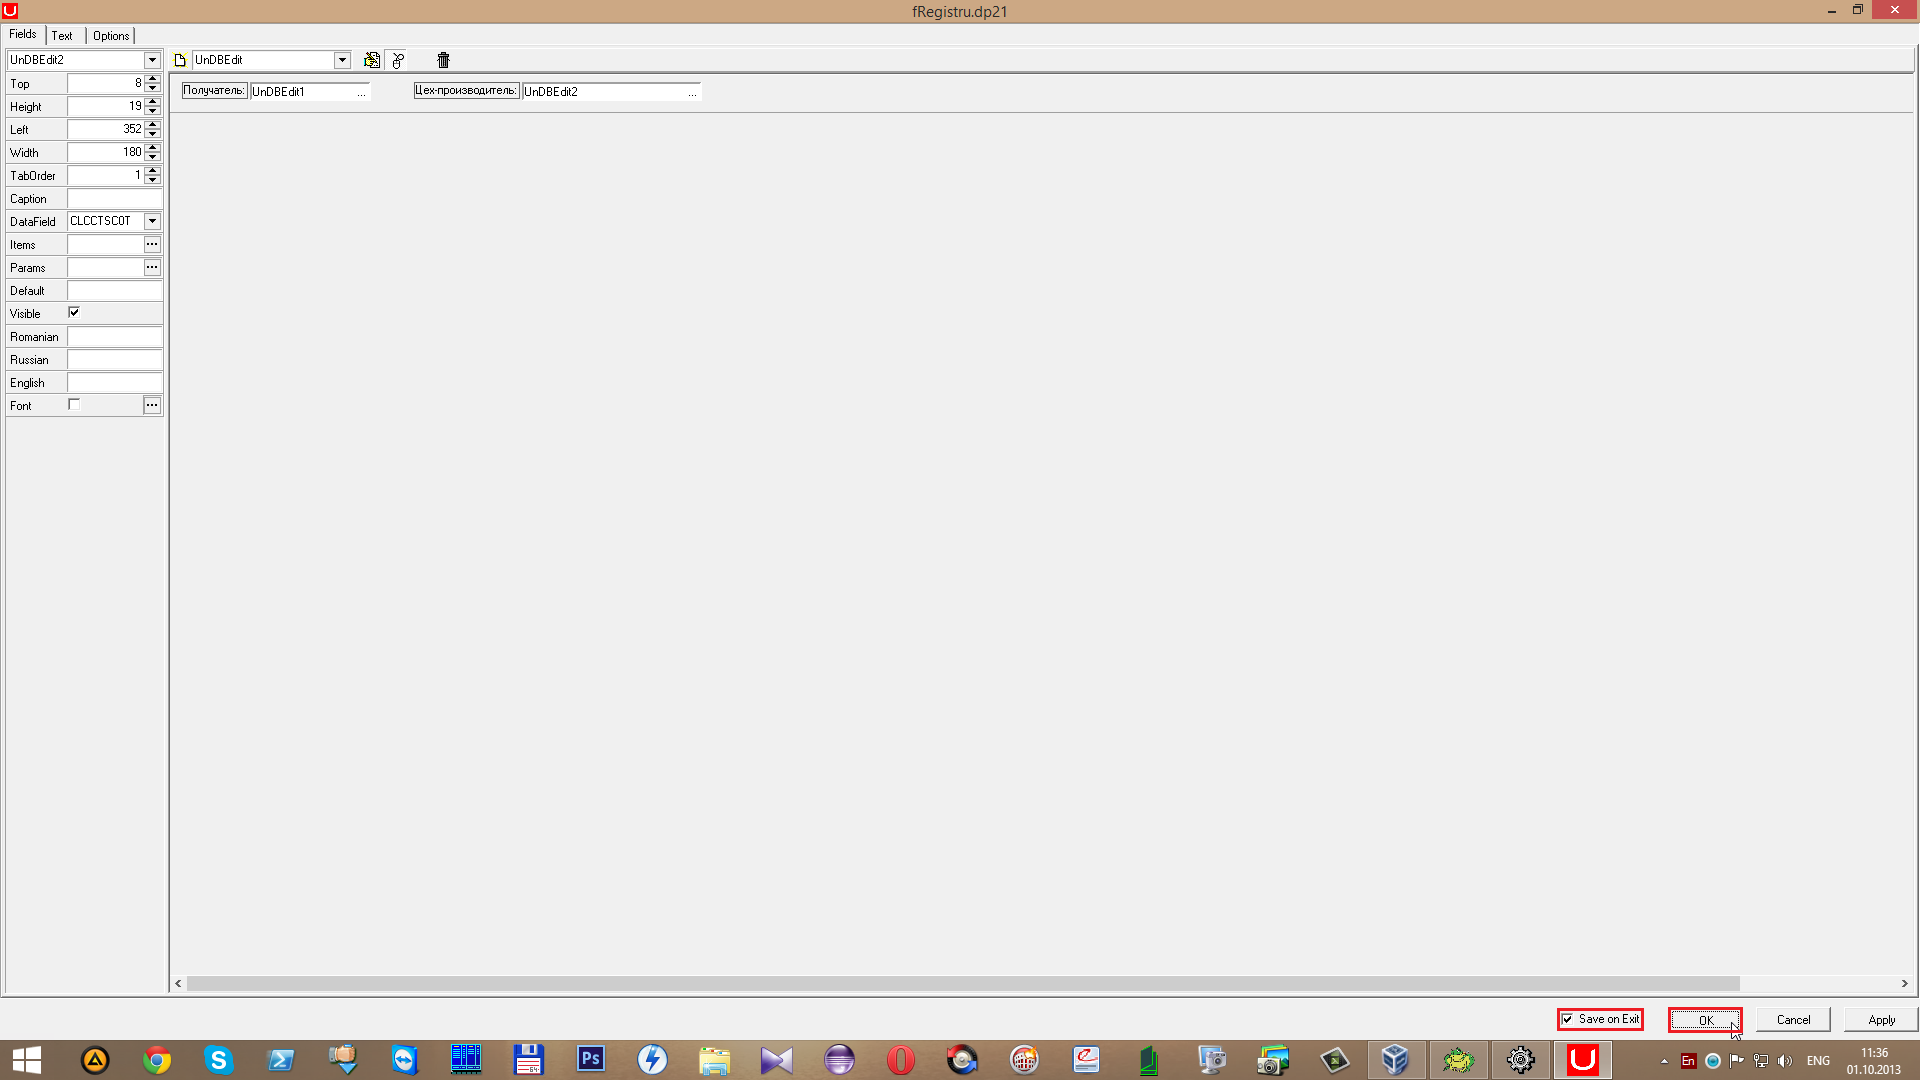 fRegistru.dp21
Fields Text Options
UnDBEdit2 UnDBEdit
Top 8
Получатель: UnDBEdit1 ... Цех-производитель: UnDBEdit2 ...
Height 19
Left 352
Width 180
TabOrder 1
Caption
DataField CLCCTSC0T
Items ...
Params ...
Default
Visible
Romanian
Russian
English
Font ...
Save on Exit OK Cancel Apply
Ps
En ENG 11:36
01.10.2013